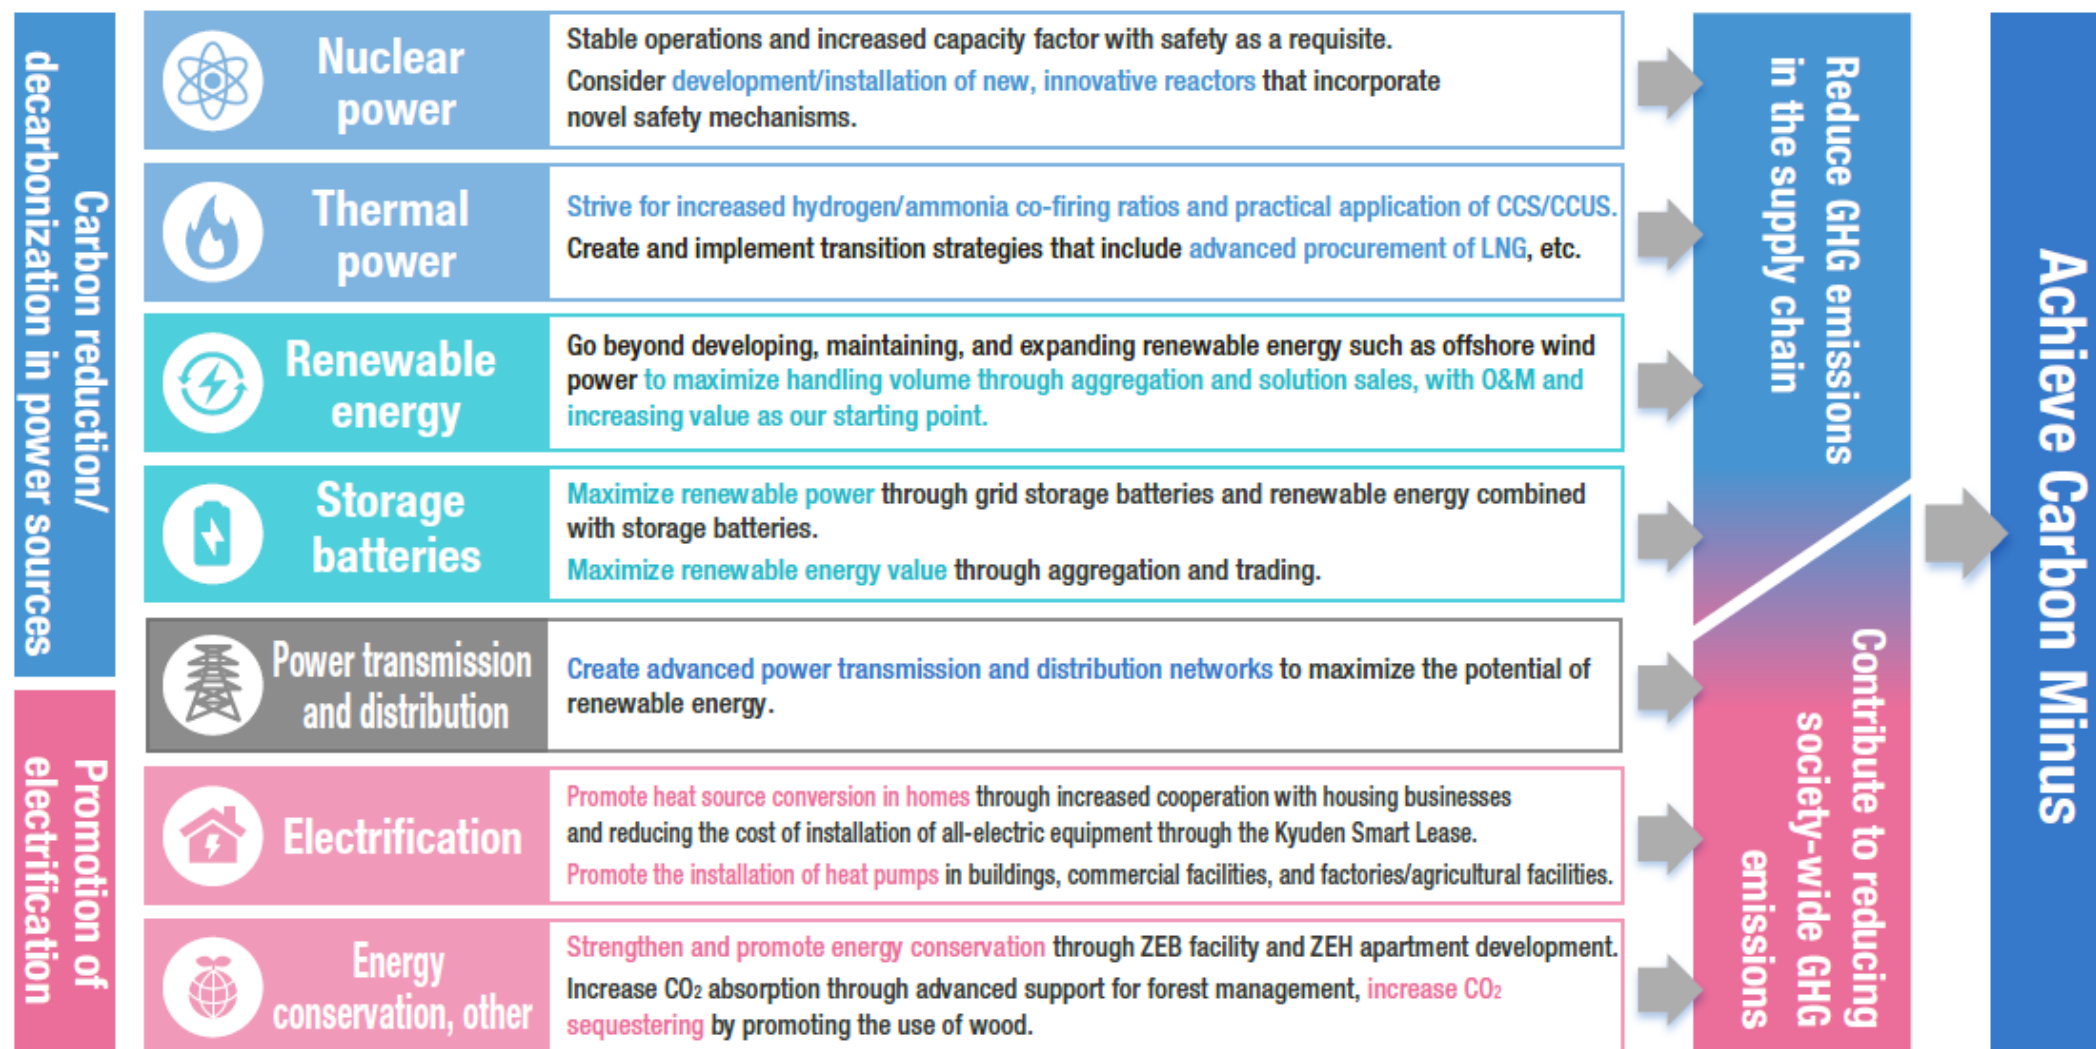 Carbon reduction/
decarbonization in power sources
Nuclear
power
Stable operations and increased capacity factor with safety as a requisite.
Consider development/installation of new, innovative reactors that incorporate
novel safety mechanisms.
Thermal
power
Strive for increased hydrogen/ammonia co-firing ratios and practical application of CCS/CCUS.
Create and implement transition strategies that include advanced procurement of LNG, etc.
Renewable
energy
Go beyond developing, maintaining, and expanding renewable energy such as offshore wind
power to maximize handling volume through aggregation and solution sales, with O&M and
increasing value as our starting point.
Storage
batteries
Maximize renewable power through grid storage batteries and renewable energy combined
with storage batteries.
Maximize renewable energy value through aggregation and trading.
Power transmission
and distribution
Create advanced power transmission and distribution networks to maximize the potential of
renewable energy.
Promotion of
electrification
Electrification
Promote heat source conversion in homes through increased cooperation with housing businesses
and reducing the cost of installation of all-electric equipment through the Kyuden Smart Lease.
Promote the installation of heat pumps in buildings, commercial facilities, and factories/agricultural facilities.
Energy
conservation, other
Strengthen and promote energy conservation through ZEB facility and ZEH apartment development.
Increase CO₂ absorption through advanced support for forest management, increase CO₂
sequestering by promoting the use of wood.
Reduce GHG emissions
in the supply chain
Contribute to reducing
society-wide GHG
emissions
Achieve Carbon Minus